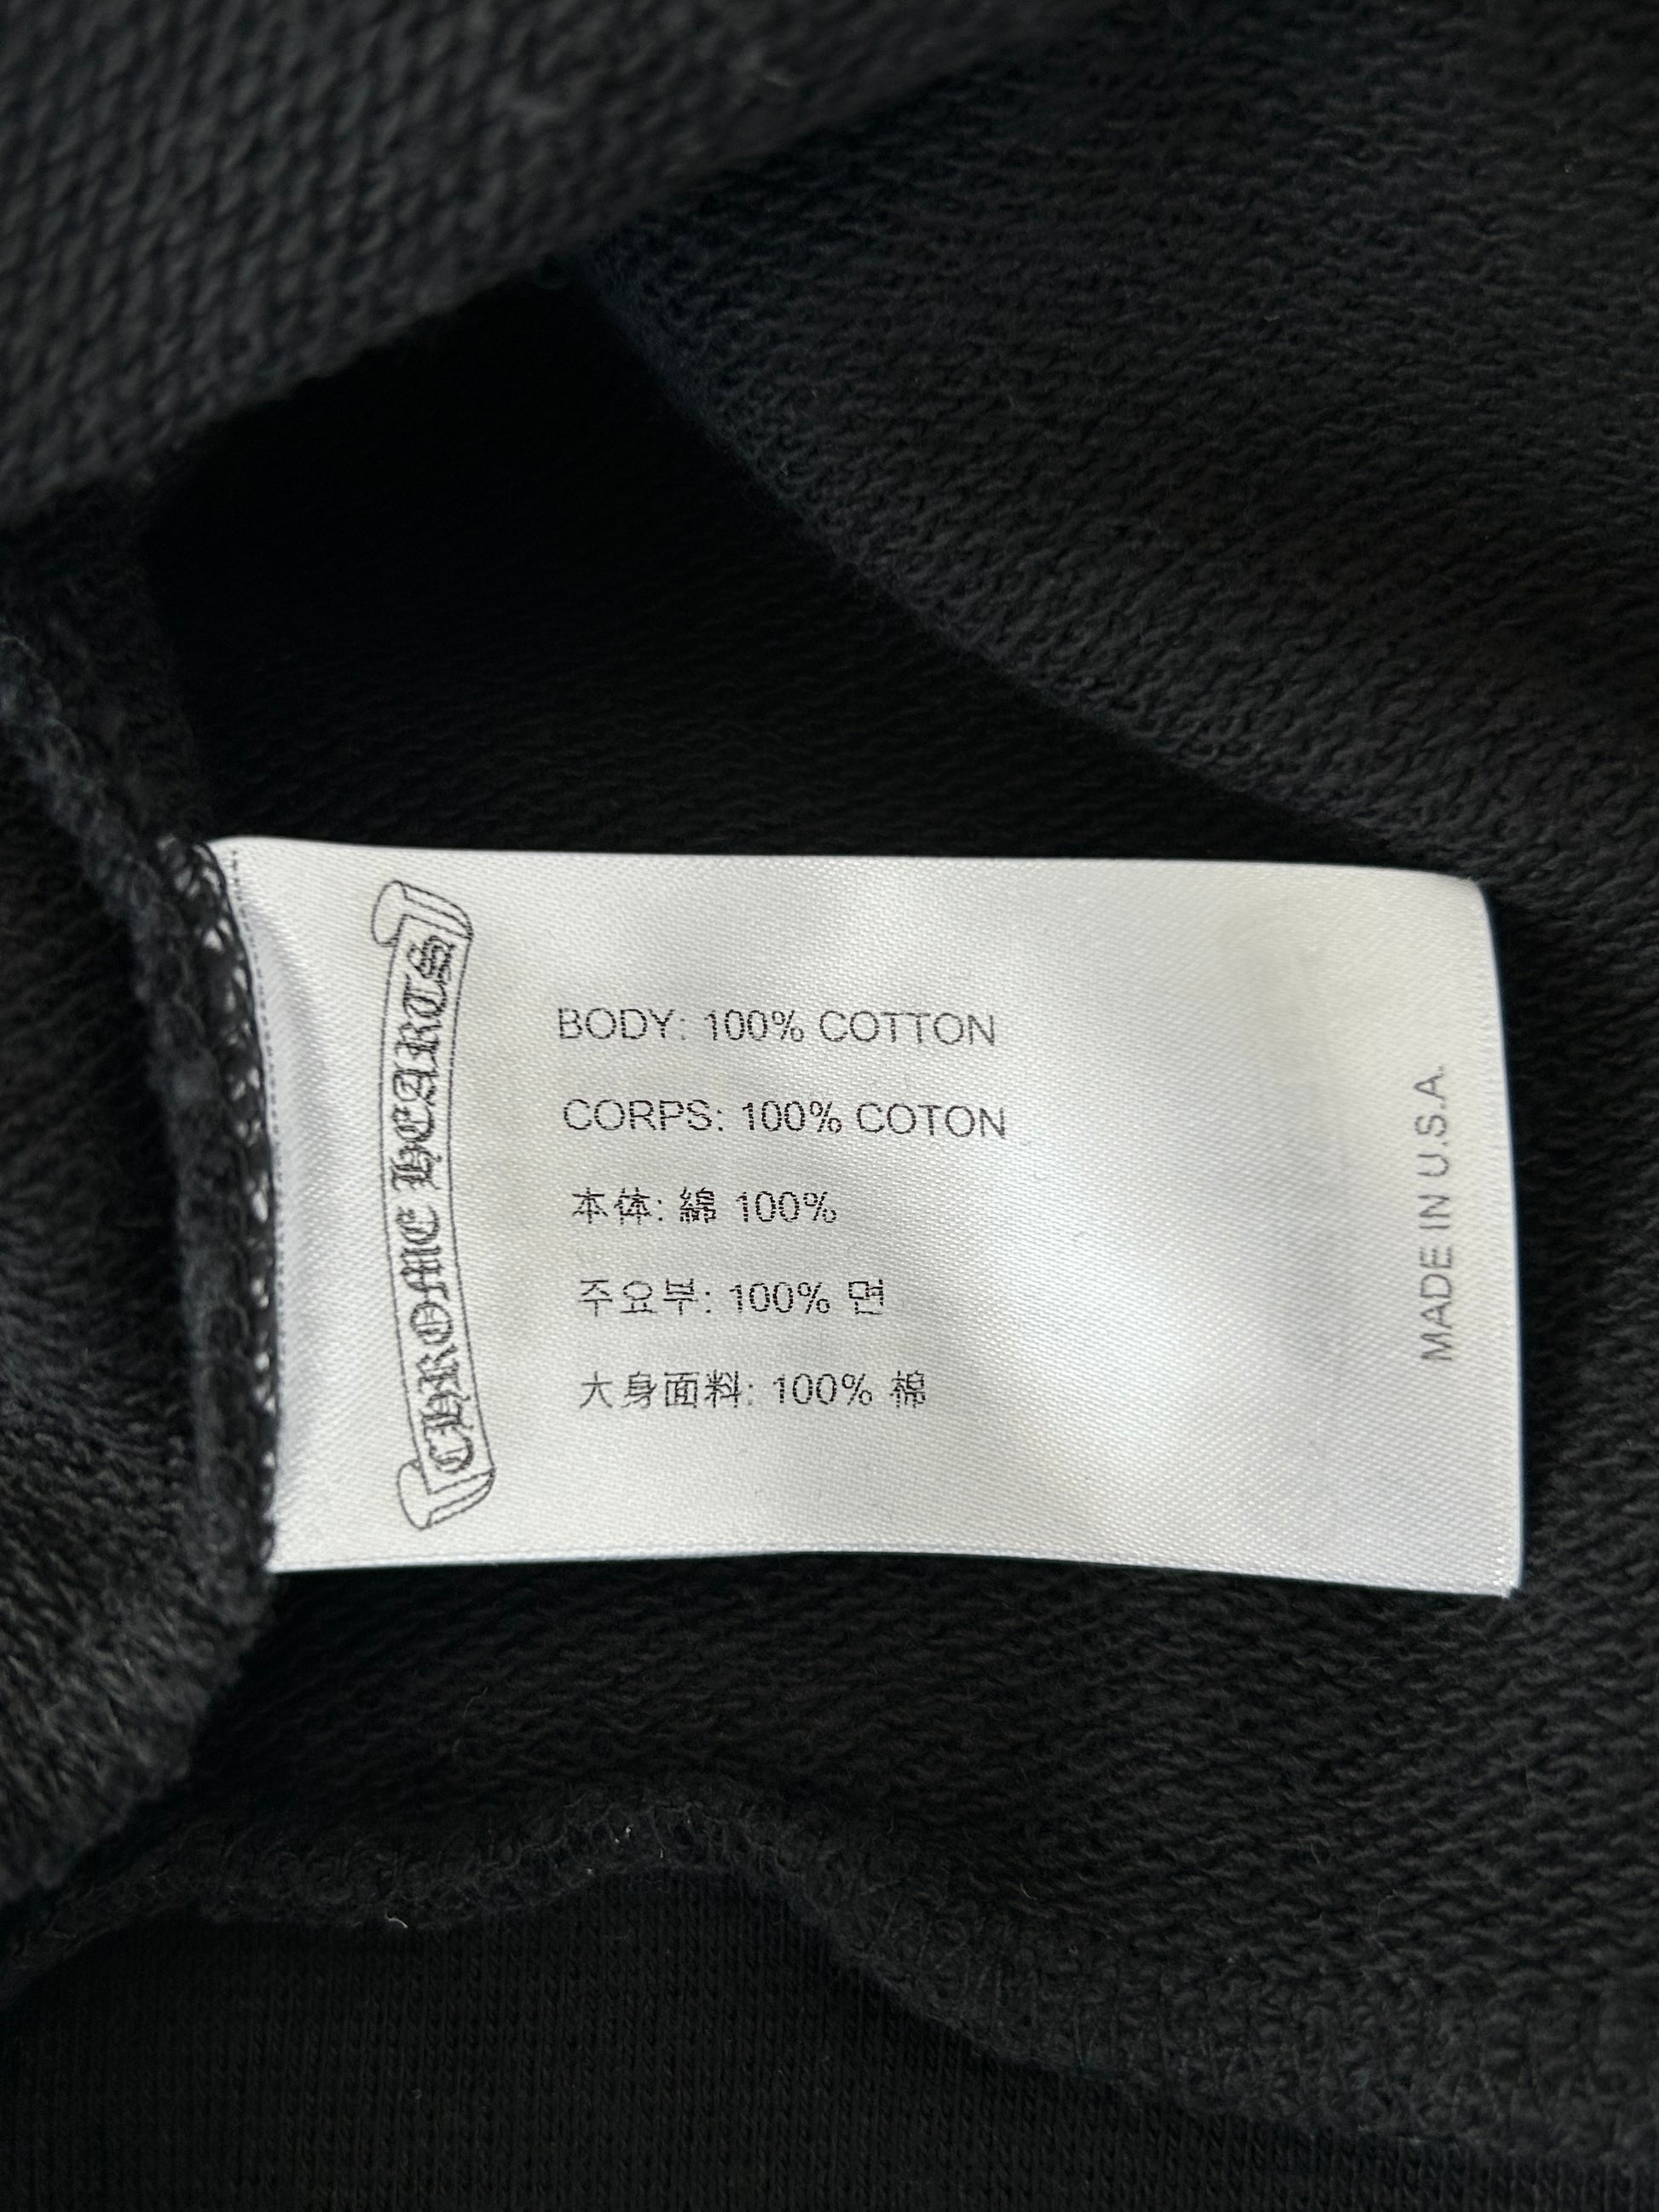 CHROME HEARTS
BODY: 100% COTTON
CORPS: 100% COTON
本体: 綿 100%
주요부: 100% 면
大身面料: 100% 棉
MADE IN U.S.A.